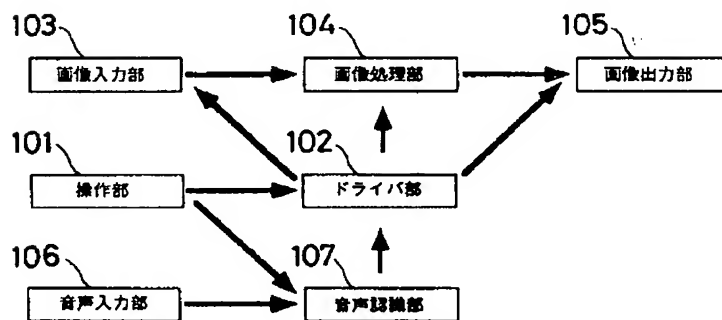 103 104 105
画像入力部 画像処理部 画像出力部
101 102
操作部 ドライバ部
106 107
音声入力部 音声認識部